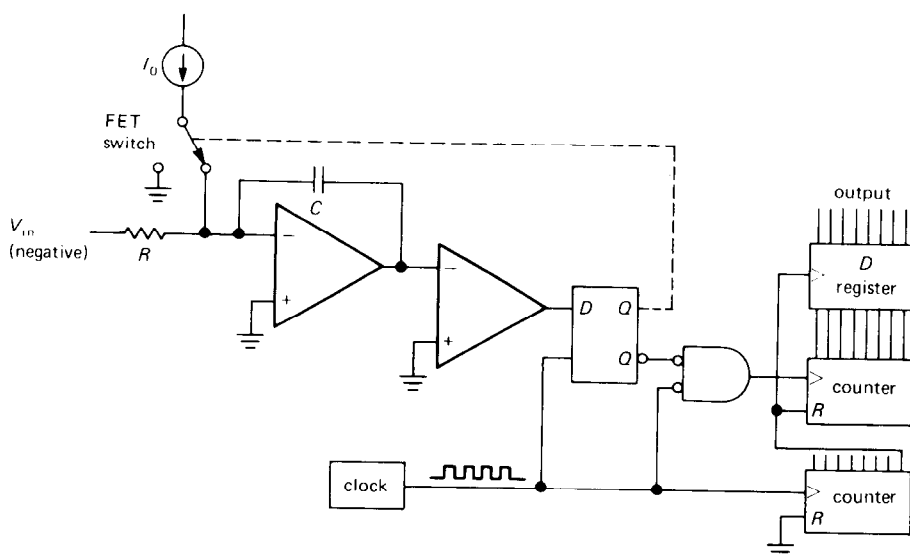 I0
FET
switch
C
Vin
(negative)
R
−
+
−
+
D Q
Q
clock
output
D
register
counter
R
counter
R